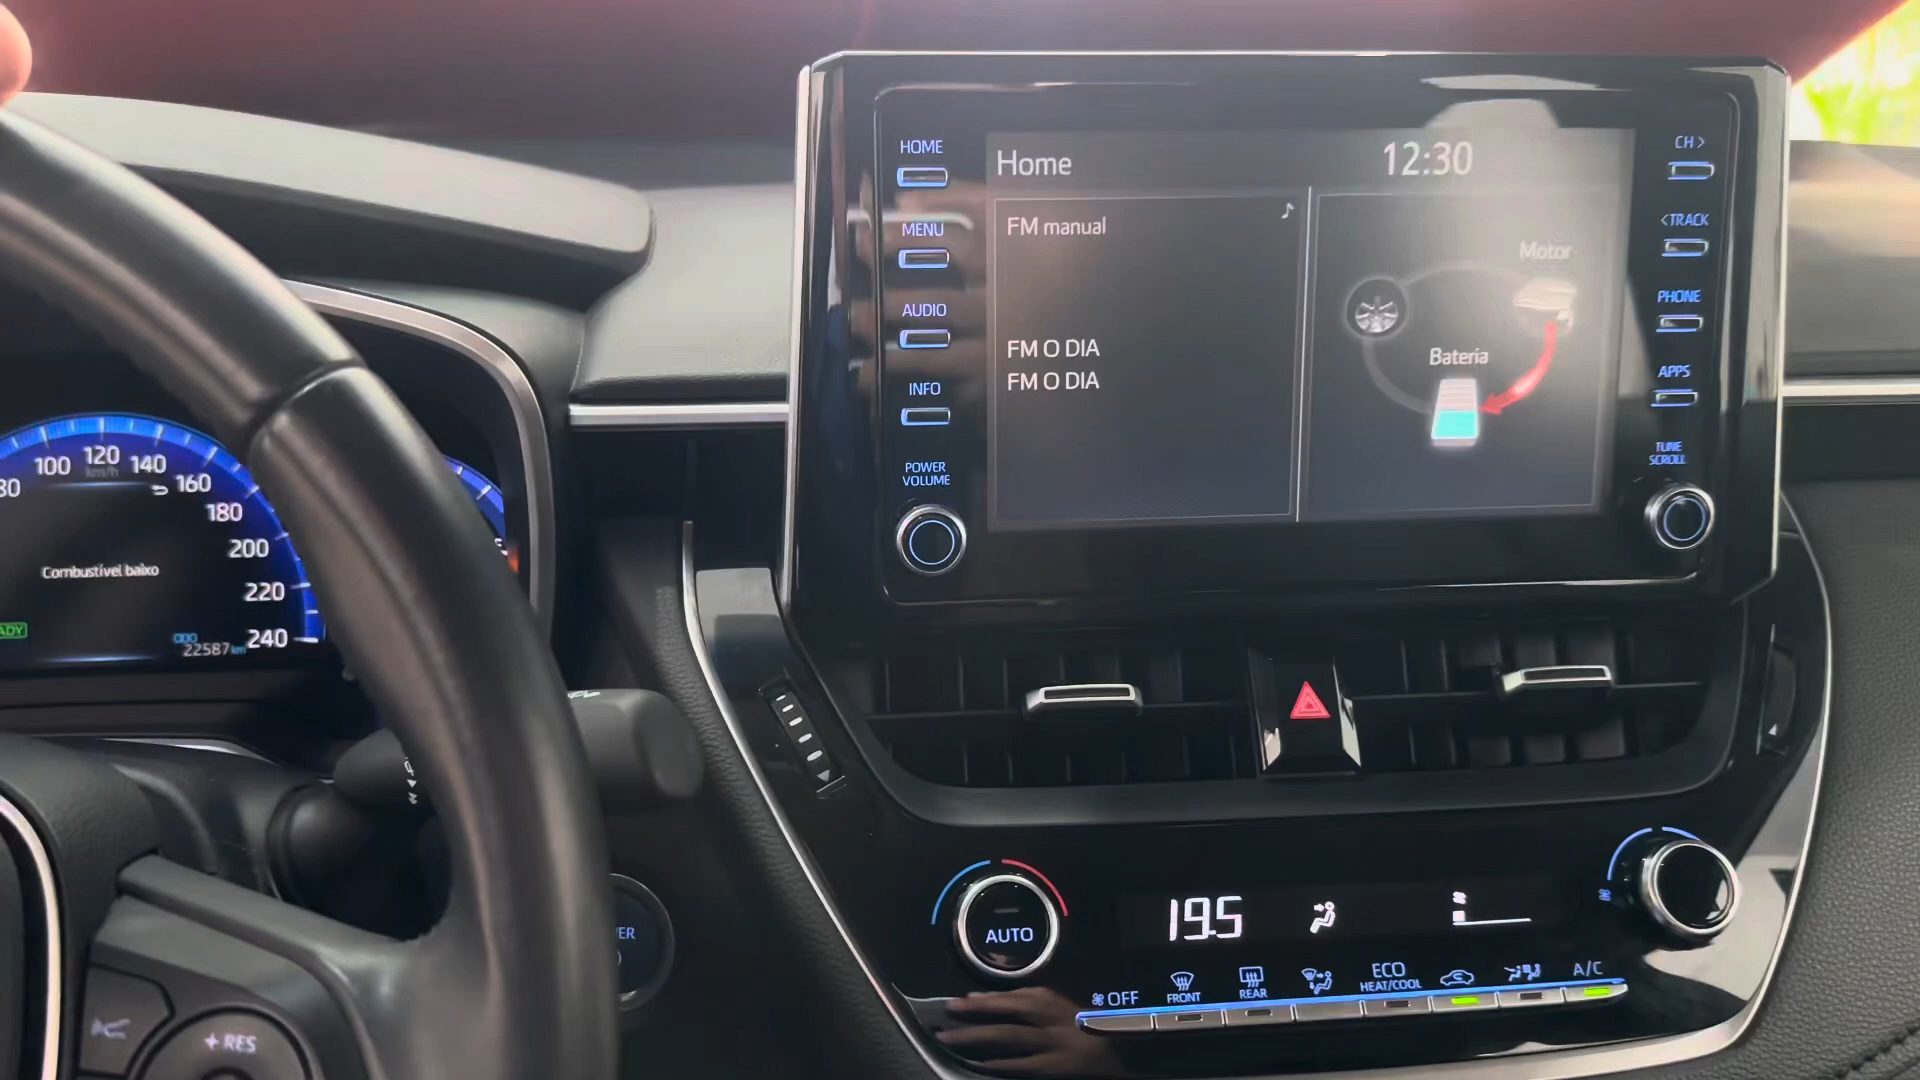 HOME
MENU
AUDIO
INFO
POWER
VOLUME
Home
12:30
FM manual
FM O DIA
FM O DIA
Motor
Bateria
CH >
<TRACK
PHONE
APPS
TUNE
SCROLL
100 120 140 160 180 200 220 240
km/h
Combustível baixo
22587 km
AUTO
19.5
OFF
FRONT
REAR
ECO
HEAT/COOL
A/C
+RES